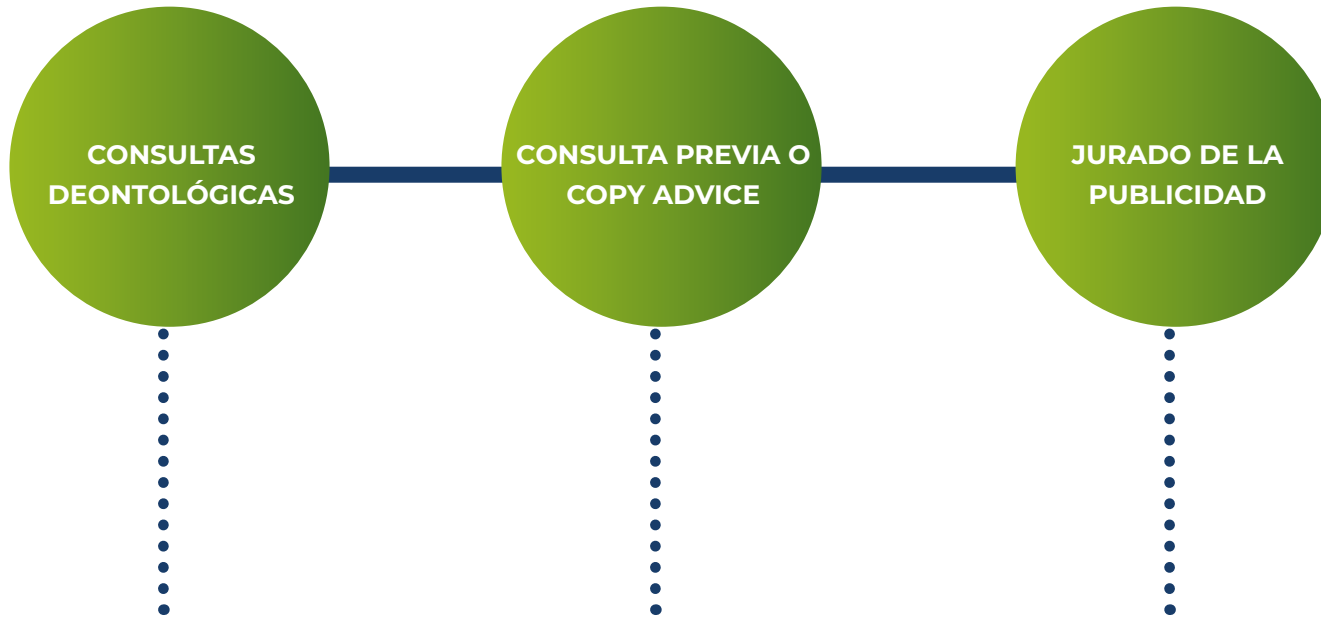 CONSULTAS
DEONTOLÓGICAS
CONSULTA PREVIA O
COPY ADVICE
JURADO DE LA
PUBLICIDAD